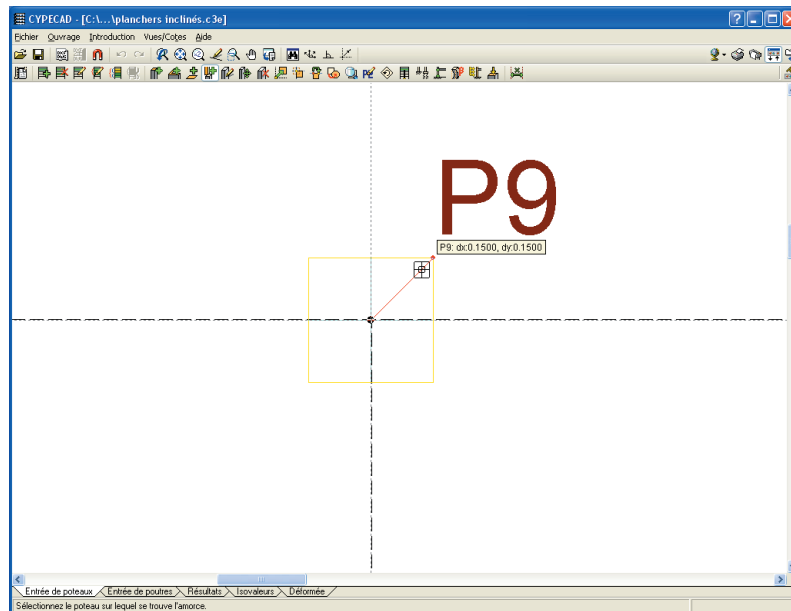 CYPECAD - [C:\...\planchers inclinés.c3e]
Fichier Ouvrage Introduction Vues/Cotes Aide
P9
P9: dx:0.1500, dy:0.1500
Entrée de poteaux Entrée de poutres Résultats Isovaleurs Déformée
Sélectionnez le poteau sur lequel se trouve l'amorce.